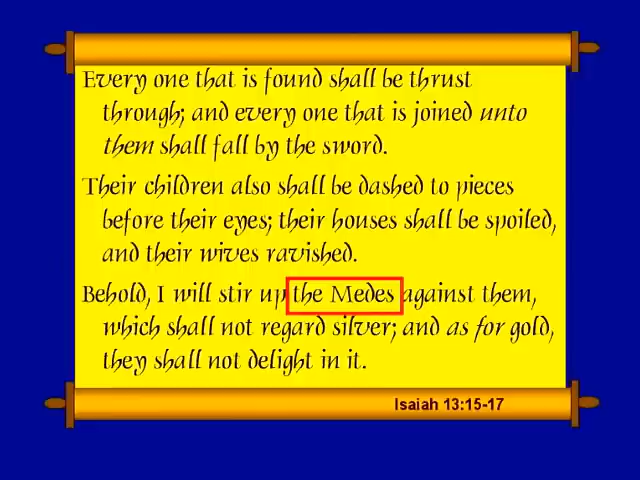 Every one that is found shall be thrust
through; and every one that is joined unto
them shall fall by the sword.
Their children also shall be dashed to pieces
before their eyes; their houses shall be spoiled,
and their wives ravished.
Behold, I will stir up the Medes against them,
which shall not regard silver; and as for gold,
they shall not delight in it.
Isaiah 13:15-17